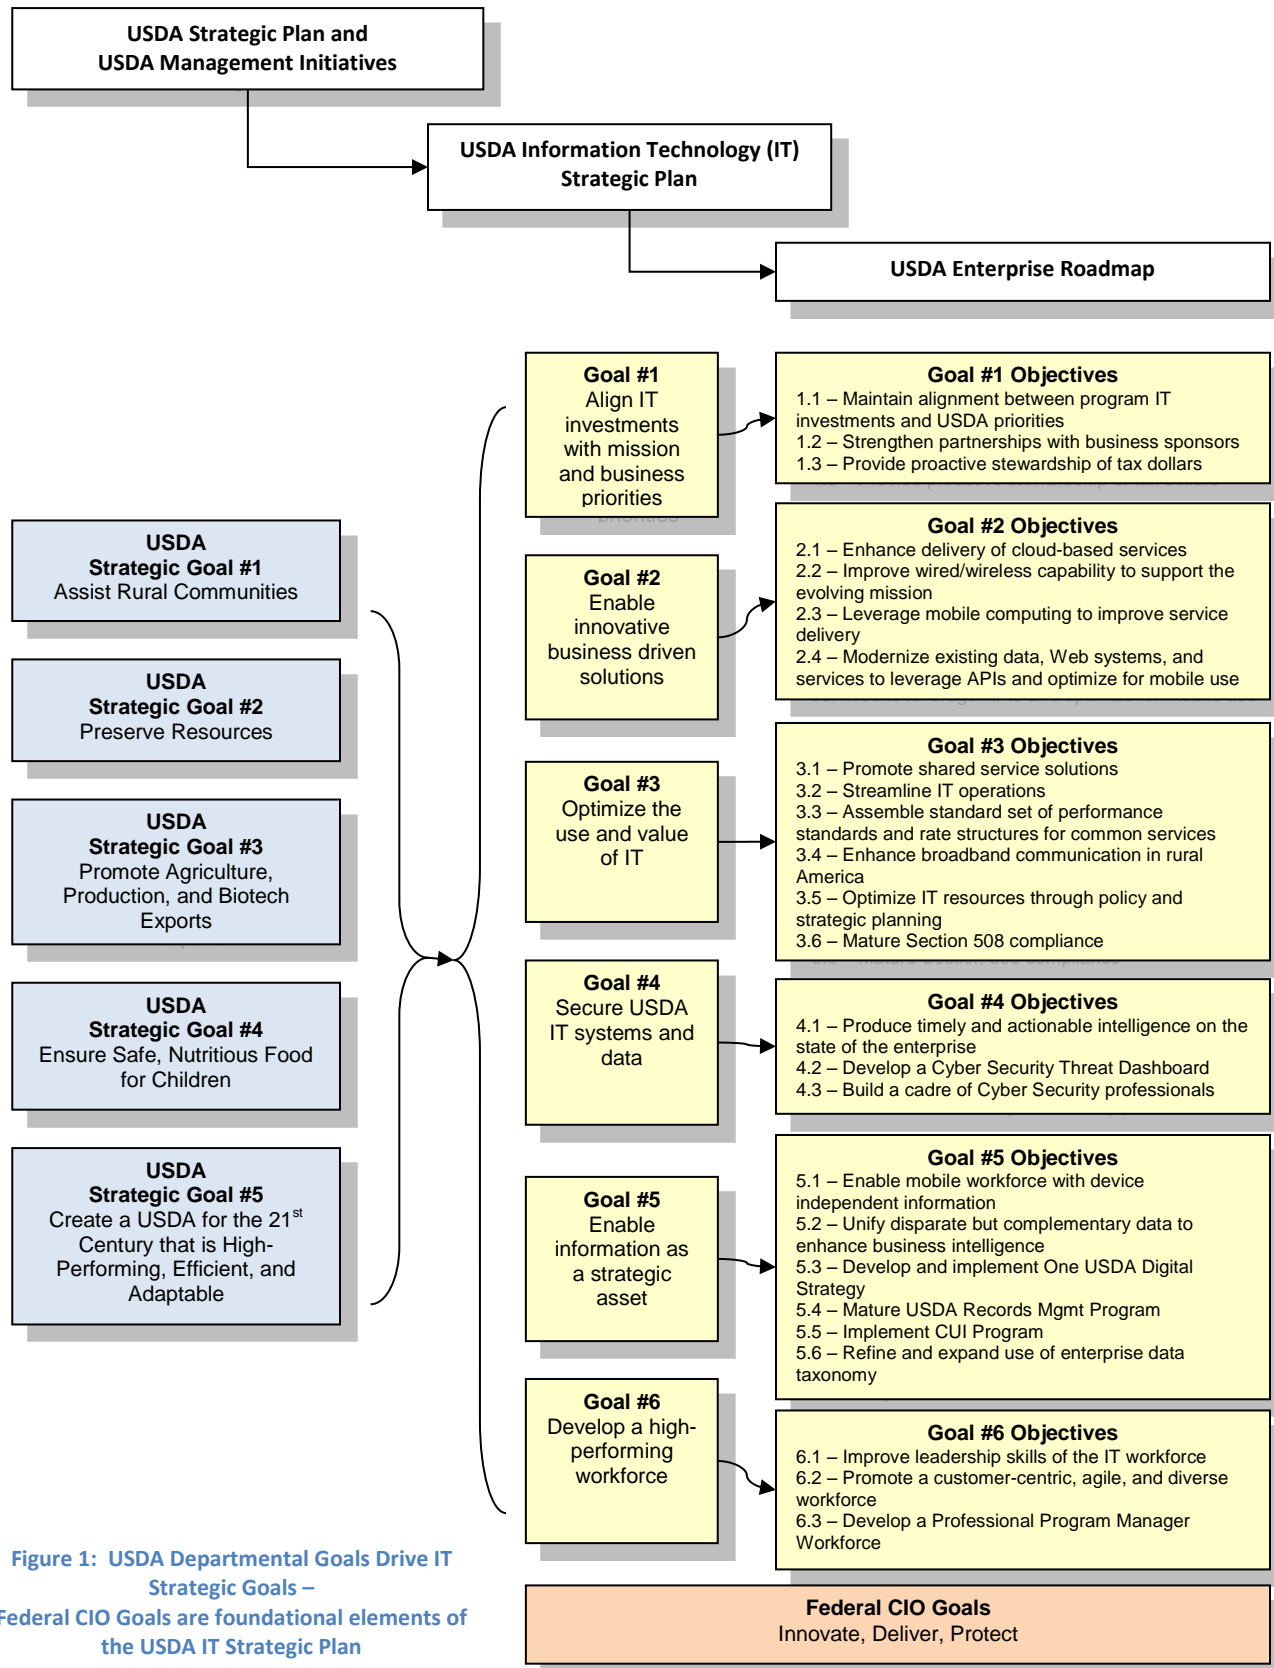 USDA Strategic Plan and
USDA Management Initiatives
USDA Information Technology (IT)
Strategic Plan
USDA Enterprise Roadmap
USDA
Strategic Goal #1
Assist Rural Communities
USDA
Strategic Goal #2
Preserve Resources
USDA
Strategic Goal #3
Promote Agriculture,
Production, and Biotech
Exports
USDA
Strategic Goal #4
Ensure Safe, Nutritious Food
for Children
USDA
Strategic Goal #5
Create a USDA for the 21st
Century that is High-
Performing, Efficient, and
Adaptable
Goal #1
Align IT
investments
with mission
and business
priorities
Goal #1 Objectives
1.1 – Maintain alignment between program IT
investments and USDA priorities
1.2 – Strengthen partnerships with business sponsors
1.3 – Provide proactive stewardship of tax dollars
Goal #2
Enable
innovative
business driven
solutions
Goal #2 Objectives
2.1 – Enhance delivery of cloud-based services
2.2 – Improve wired/wireless capability to support the
evolving mission
2.3 – Leverage mobile computing to improve service
delivery
2.4 – Modernize existing data, Web systems, and
services to leverage APIs and optimize for mobile use
Goal #3
Optimize the
use and value
of IT
Goal #3 Objectives
3.1 – Promote shared service solutions
3.2 – Streamline IT operations
3.3 – Assemble standard set of performance
standards and rate structures for common services
3.4 – Enhance broadband communication in rural
America
3.5 – Optimize IT resources through policy and
strategic planning
3.6 – Mature Section 508 compliance
Goal #4
Secure USDA
IT systems and
data
Goal #4 Objectives
4.1 – Produce timely and actionable intelligence on the
state of the enterprise
4.2 – Develop a Cyber Security Threat Dashboard
4.3 – Build a cadre of Cyber Security professionals
Goal #5
Enable
information as
a strategic
asset
Goal #5 Objectives
5.1 – Enable mobile workforce with device
independent information
5.2 – Unify disparate but complementary data to
enhance business intelligence
5.3 – Develop and implement One USDA Digital
Strategy
5.4 – Mature USDA Records Mgmt Program
5.5 – Implement CUI Program
5.6 – Refine and expand use of enterprise data
taxonomy
Goal #6
Develop a high-
performing
workforce
Goal #6 Objectives
6.1 – Improve leadership skills of the IT workforce
6.2 – Promote a customer-centric, agile, and diverse
workforce
6.3 – Develop a Professional Program Manager
Workforce
Figure 1: USDA Departmental Goals Drive IT
Strategic Goals –
Federal CIO Goals are foundational elements of
the USDA IT Strategic Plan
Federal CIO Goals
Innovate, Deliver, Protect